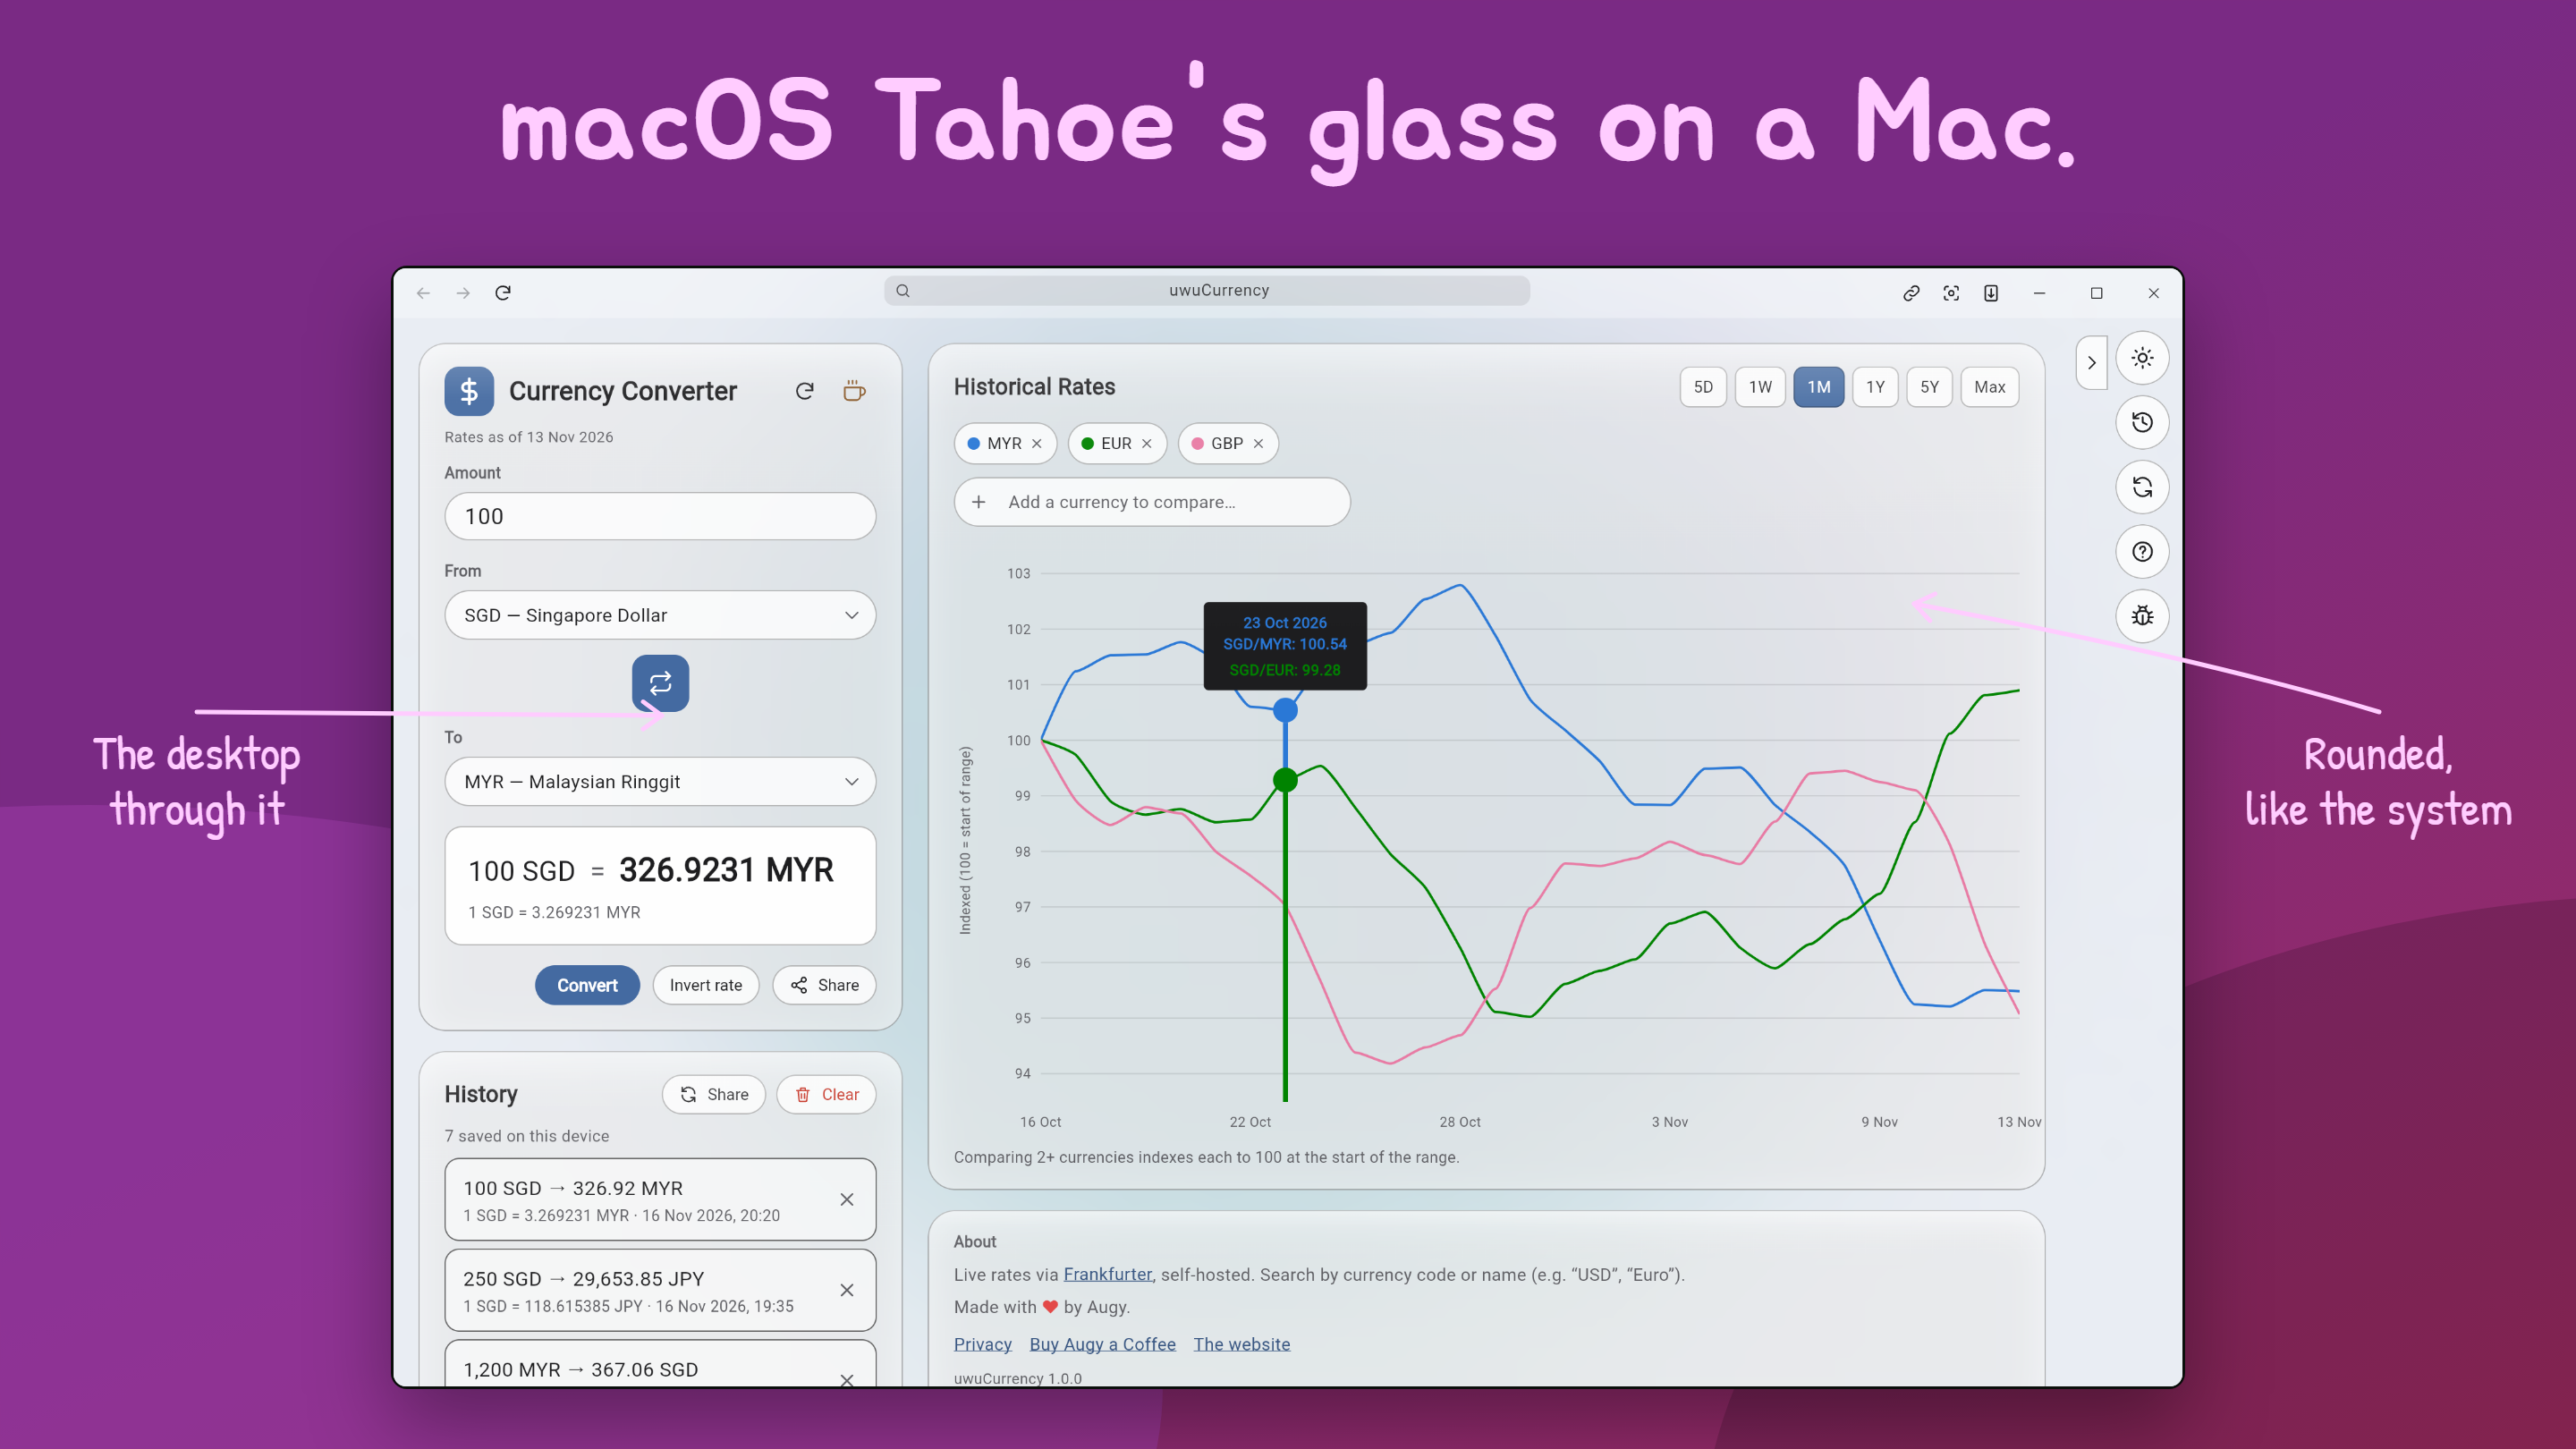 macOS Tahoe's glass on a Mac.
uwuCurrency
Currency Converter
Rates as of 13 Nov 2026
Amount
100
From
SGD — Singapore Dollar
To
MYR — Malaysian Ringgit
100 SGD = 326.9231 MYR
1 SGD = 3.269231 MYR
Convert
Invert rate
Share
History
Share
Clear
7 saved on this device
100 SGD → 326.92 MYR
1 SGD = 3.269231 MYR · 16 Nov 2026, 20:20
250 SGD → 29,653.85 JPY
1 SGD = 118.615385 JPY · 16 Nov 2026, 19:35
1,200 MYR → 367.06 SGD
Historical Rates
5D
1W
1M
1Y
5Y
Max
MYR
EUR
GBP
Add a currency to compare...
Indexed (100 = start of range)
103
102
101
100
99
98
97
96
95
94
23 Oct 2026
SGD/MYR: 100.54
SGD/EUR: 99.28
16 Oct
22 Oct
28 Oct
3 Nov
9 Nov
13 Nov
Comparing 2+ currencies indexes each to 100 at the start of the range.
About
Live rates via Frankfurter, self-hosted. Search by currency code or name (e.g. “USD”, “Euro”).
Made with ♥ by Augy.
Privacy
Buy Augy a Coffee
The website
uwuCurrency 1.0.0
The desktop
through it
Rounded,
like the system